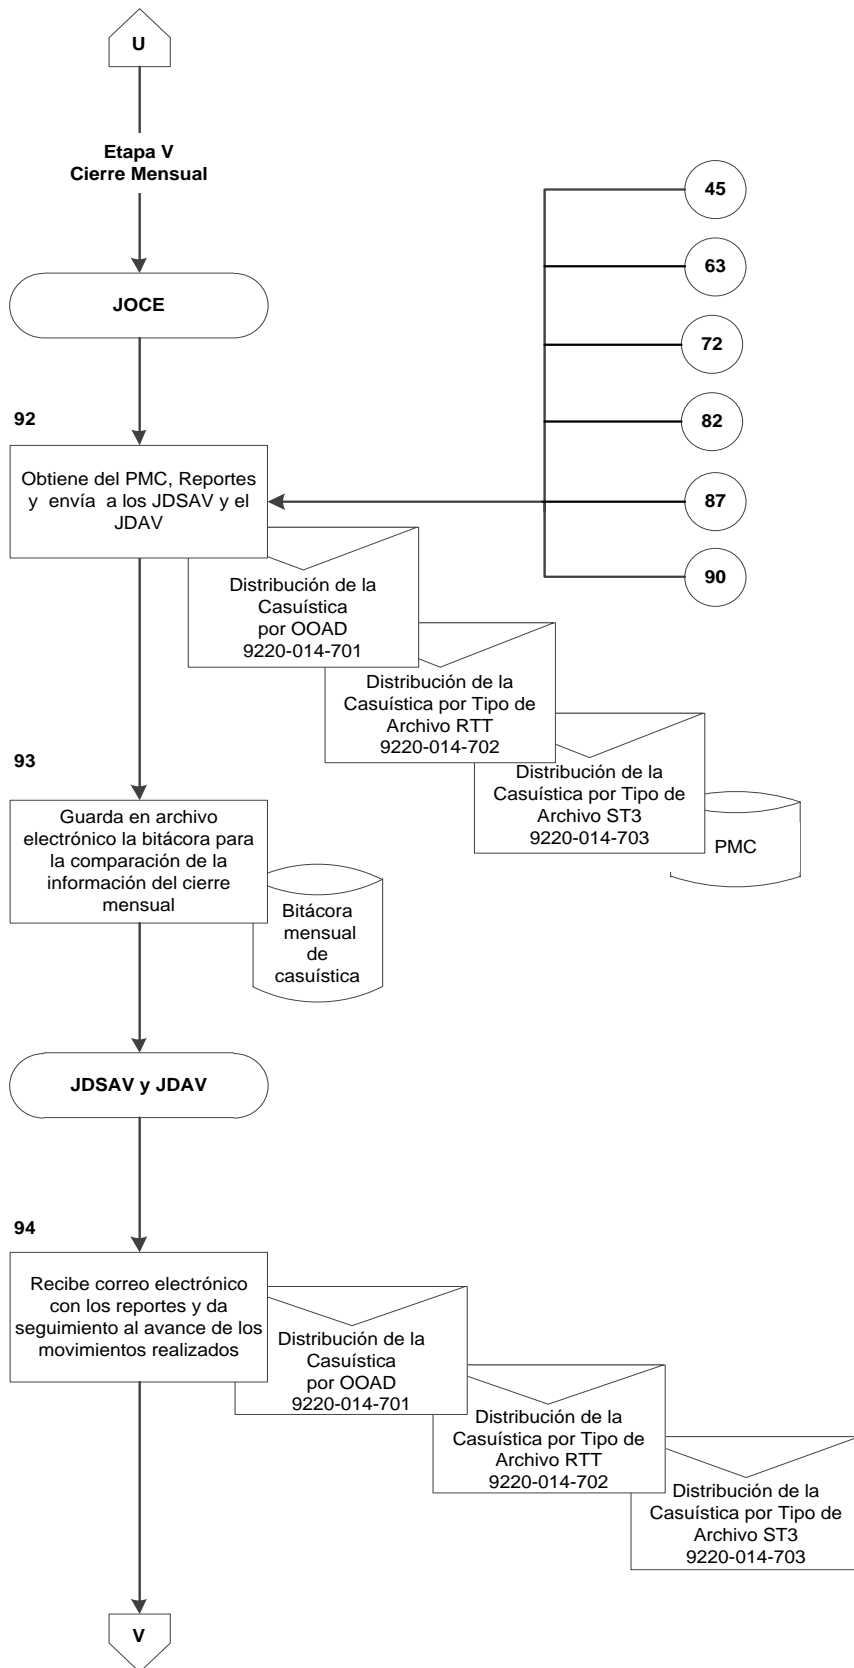 U
Etapa V
Cierre Mensual
45
63
JOCE
72
82
92
Obtiene del PMC, Reportes
y envía a los JDSAV y el
JDAV
87
90
Distribución de la
Casuística
por OOAD
9220-014-701
Distribución de la
Casuística por Tipo de
Archivo RTT
9220-014-702
Distribución de la
Casuística por Tipo de
Archivo ST3
9220-014-703
PMC
93
Guarda en archivo
electrónico la bitácora para
la comparación de la
información del cierre
mensual
Bitácora
mensual
de
casuística
JDSAV y JDAV
94
Recibe correo electrónico
con los reportes y da
seguimiento al avance de los
movimientos realizados
Distribución de la
Casuística
por OOAD
9220-014-701
Distribución de la
Casuística por Tipo de
Archivo RTT
9220-014-702
Distribución de la
Casuística por Tipo de
Archivo ST3
9220-014-703
V